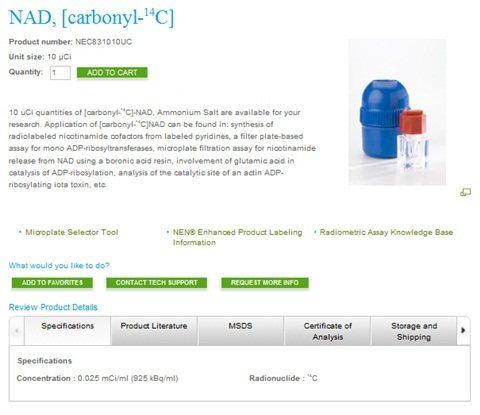 NAD, [carbonyl-¹⁴C]
Product number: NEC831010UC
Unit size: 10 µCi
Quantity: 1 ADD TO CART
10 uCi quantities of [carbonyl-¹⁴C]-NAD, Ammonium Salt are available for your
research. Application of [carbonyl-¹⁴C]NAD can be found in: synthesis of
radiolabeled nicotinamide cofactors from labeled pyridines, a filter plate-based
assay for mono ADP-ribosyltransferases, microplate filtration assay for nicotinamide
release from NAD using a boronic acid resin, involvement of glutamic acid in
catalysis of ADP-ribosylation, analysis of the catalytic site of an actin ADP-
ribosylating iota toxin, etc.
• Microplate Selector Tool • NEN® Enhanced Product Labeling • Radiometric Assay Knowledge Base
Information
What would you like to do?
ADD TO FAVORITES CONTACT TECH SUPPORT REQUEST MORE INFO
Review Product Details
Specifications Product Literature MSDS Certificate of Storage and
Analysis Shipping
Specifications
Concentration : 0.025 mCi/ml (925 kBq/ml) Radionuclide : ¹⁴C